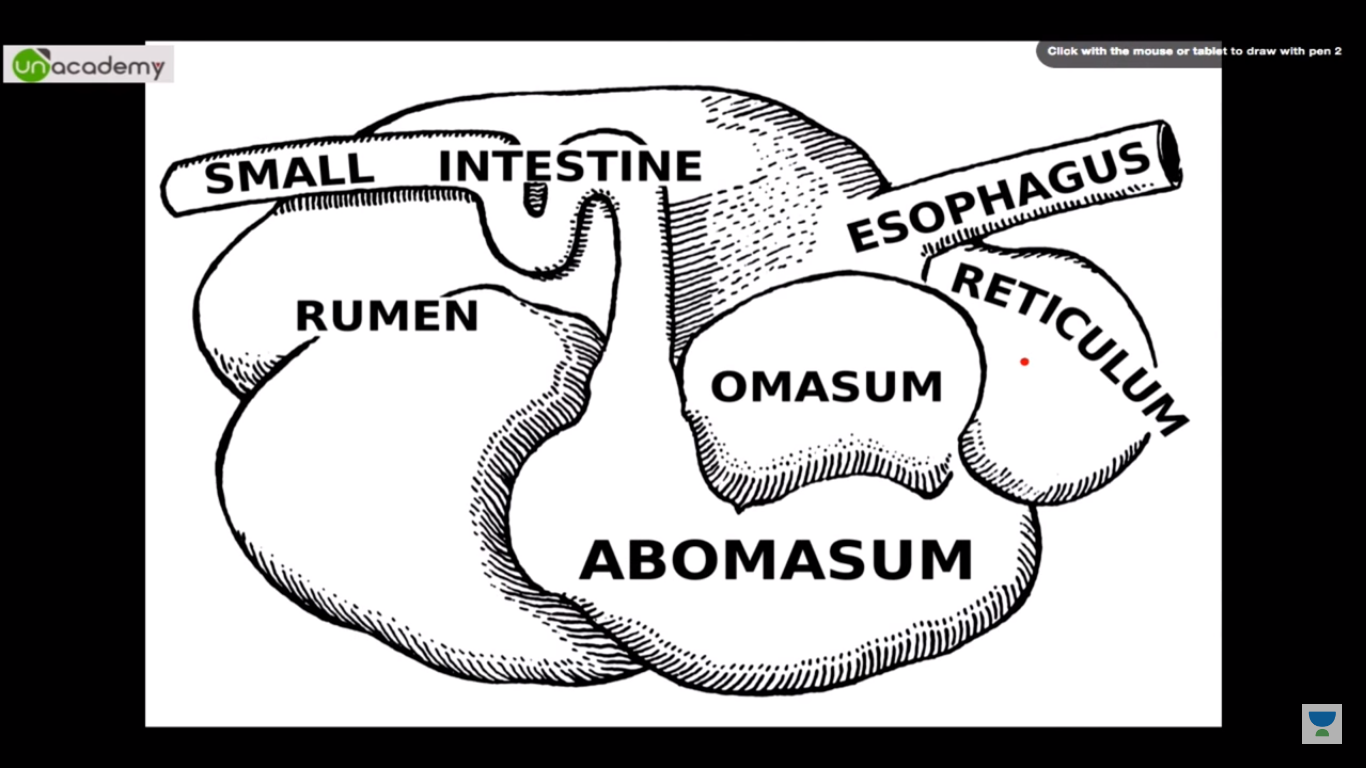 unacademy
Click with the mouse or tablet to draw with pen 2
SMALL INTESTINE
ESOPHAGUS
RETICULUM
RUMEN
OMASUM
ABOMASUM